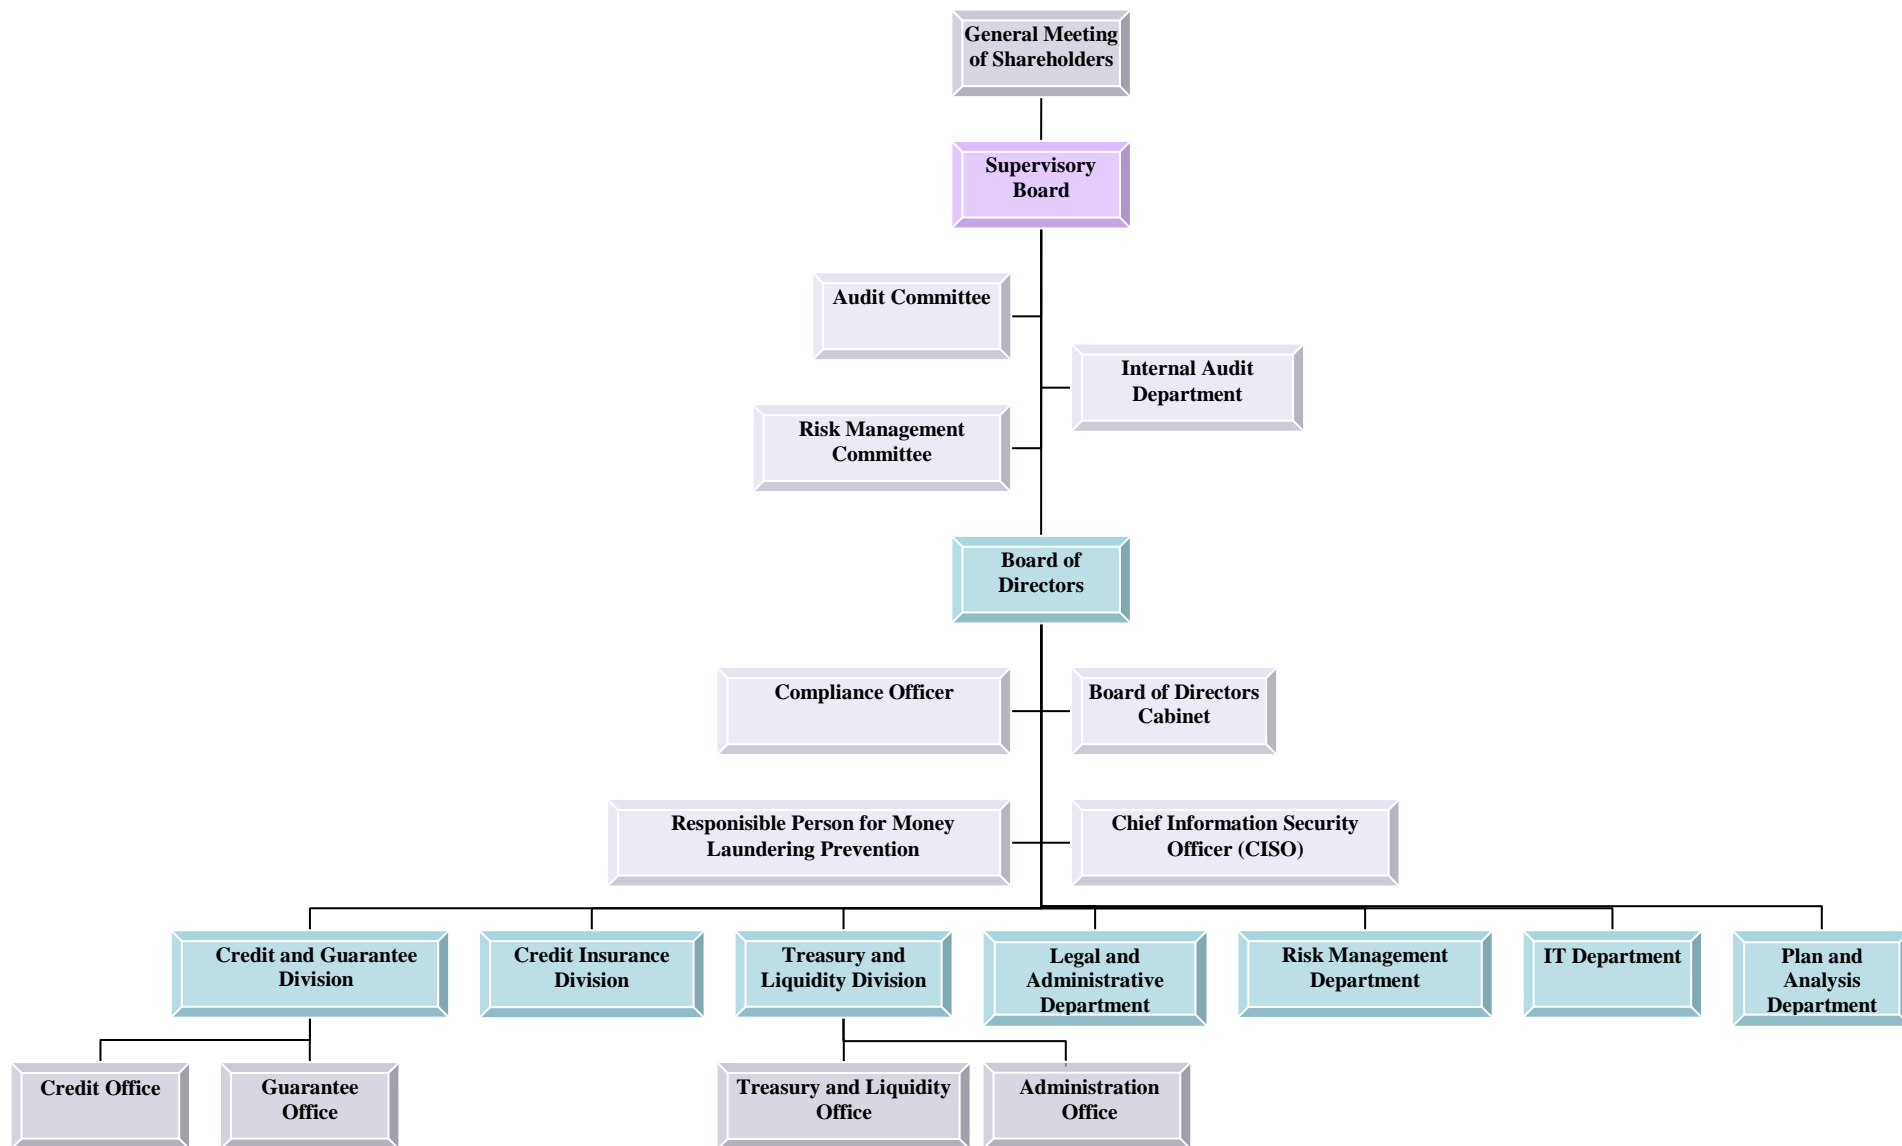 General Meeting
of Shareholders
Supervisory
Board
Audit Committee
Internal Audit
Department
Risk Management
Committee
Board of
Directors
Compliance Officer
Board of Directors
Cabinet
Responisible Person for Money
Laundering Prevention
Chief Information Security
Officer (CISO)
Credit and Guarantee
Division
Credit Insurance
Division
Treasury and
Liquidity Division
Legal and
Administrative
Department
Risk Management
Department
IT Department
Plan and
Analysis
Department
Credit Office
Guarantee
Office
Treasury and Liquidity
Office
Administration
Office